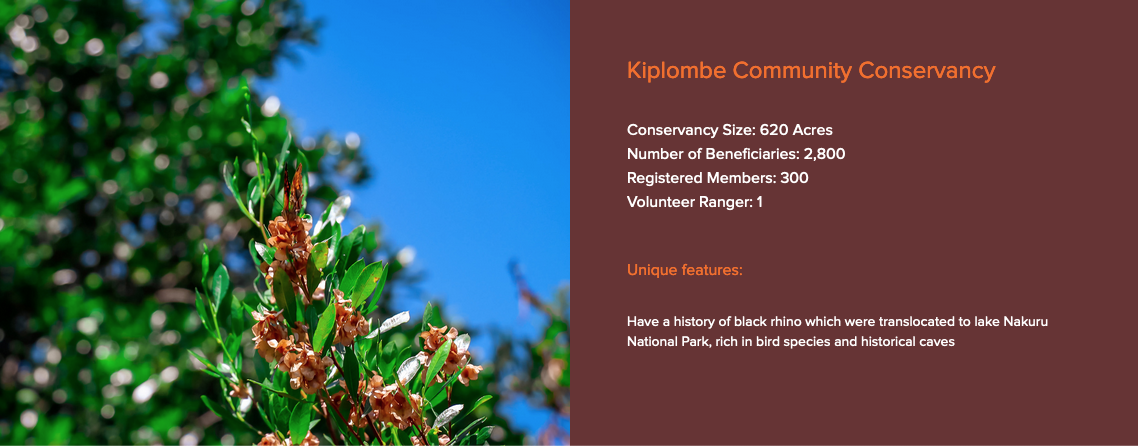 Kiplombe Community Conservancy
Conservancy Size: 620 Acres
Number of Beneficiaries: 2,800
Registered Members: 300
Volunteer Ranger: 1
Unique features:
Have a history of black rhino which were translocated to lake Nakuru
National Park, rich in bird species and historical caves